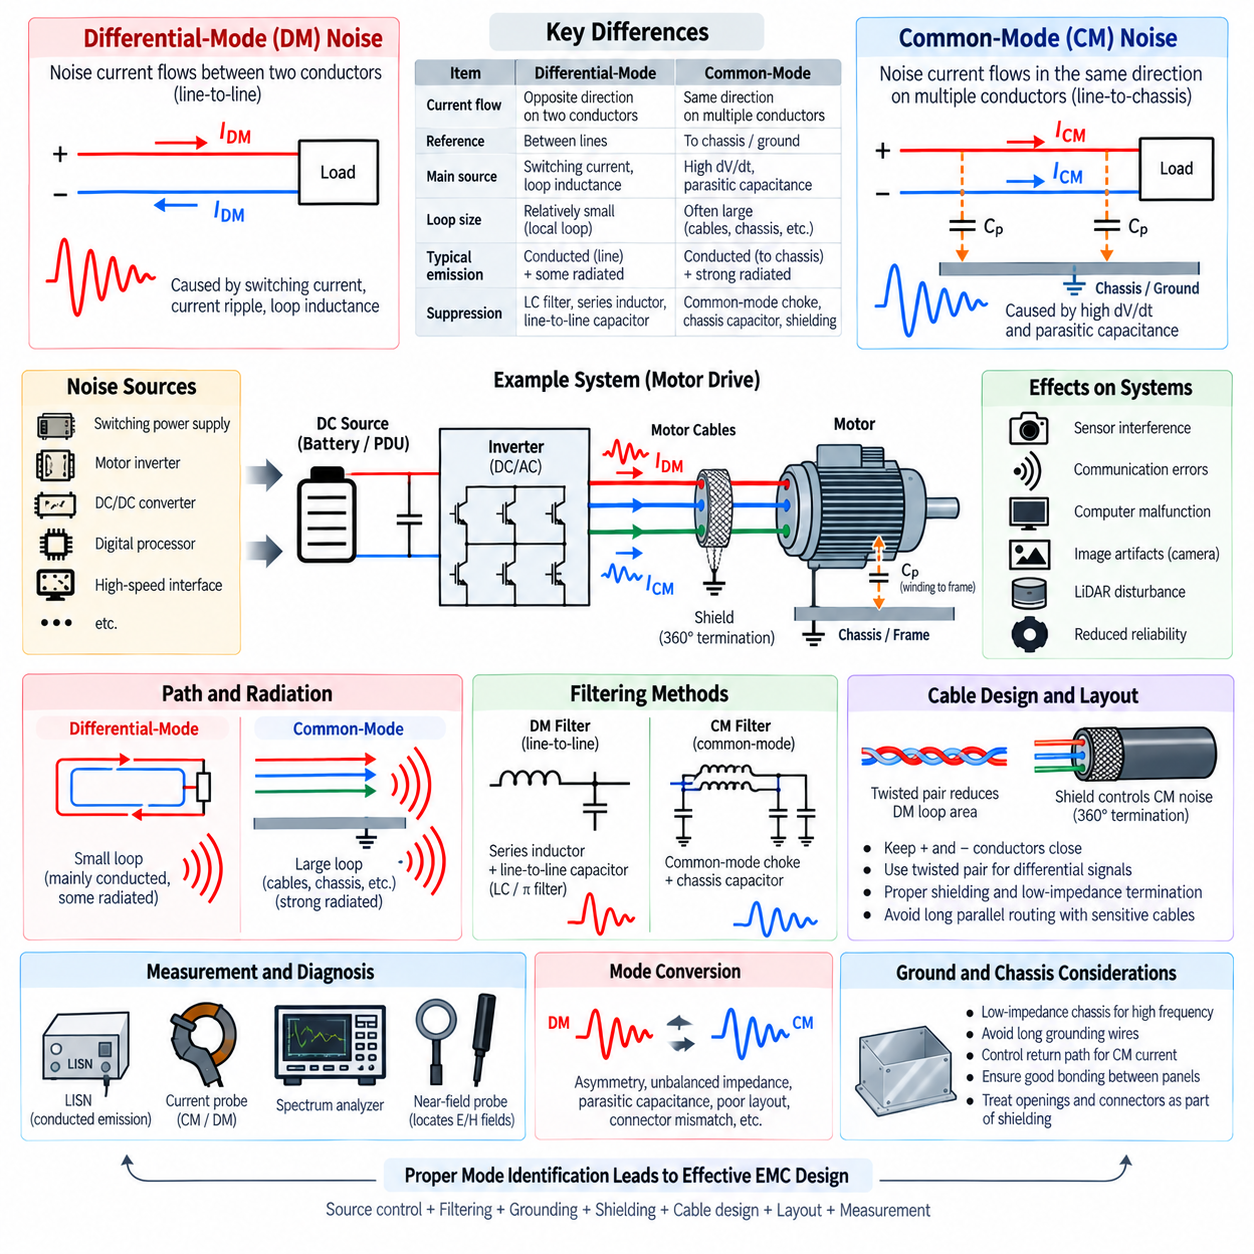 Differential-Mode (DM) Noise
Noise current flows between two conductors
(line-to-line)
+
I DM
Load
−
I DM
Caused by switching current,
current ripple, loop inductance
Key Differences
Item Differential-Mode Common-Mode
Current flow Opposite direction on two conductors Same direction on multiple conductors
Reference Between lines To chassis / ground
Main source Switching current, loop inductance High dV/dt, parasitic capacitance
Loop size Relatively small (local loop) Often large (cables, chassis, etc.)
Typical emission Conducted (line) + some radiated Conducted (to chassis) + strong radiated
Suppression LC filter, series inductor, line-to-line capacitor Common-mode choke, chassis capacitor, shielding
Common-Mode (CM) Noise
Noise current flows in the same direction
on multiple conductors (line-to-chassis)
+
I CM
Load
−
I CM
Cp
Cp
Chassis / Ground
Caused by high dV/dt
and parasitic capacitance
Noise Sources
Switching power supply
Motor inverter
DC/DC converter
Digital processor
High-speed interface
etc.
Example System (Motor Drive)
DC Source
(Battery / PDU)
Inverter
(DC/AC)
Motor Cables
I DM
I CM
Shield
(360° termination)
Motor
Cp
(winding to frame)
Chassis / Frame
Effects on Systems
Sensor interference
Communication errors
Computer malfunction
Image artifacts (camera)
LiDAR disturbance
Reduced reliability
Path and Radiation
Differential-Mode
Small loop
(mainly conducted,
some radiated)
Common-Mode
Large loop
(cables, chassis, etc.)
(strong radiated)
Filtering Methods
DM Filter
(line-to-line)
Series inductor
+ line-to-line capacitor
(LC / π filter)
CM Filter
(common-mode)
Common-mode choke
+ chassis capacitor
Cable Design and Layout
Twisted pair reduces
DM loop area
Shield controls CM noise
(360° termination)
• Keep + and − conductors close
• Use twisted pair for differential signals
• Proper shielding and low-impedance termination
• Avoid long parallel routing with sensitive cables
Measurement and Diagnosis
LISN
LISN
(conducted emission)
Current probe
(CM / DM)
Spectrum analyzer
Near-field probe
(locates E/H fields)
Mode Conversion
DM
CM
Asymmetry, unbalanced impedance,
parasitic capacitance, poor layout,
connector mismatch, etc.
Ground and Chassis Considerations
• Low-impedance chassis for high frequency
• Avoid long grounding wires
• Control return path for CM current
• Ensure good bonding between panels
• Treat openings and connectors as part
of shielding
Proper Mode Identification Leads to Effective EMC Design
Source control + Filtering + Grounding + Shielding + Cable design + Layout + Measurement